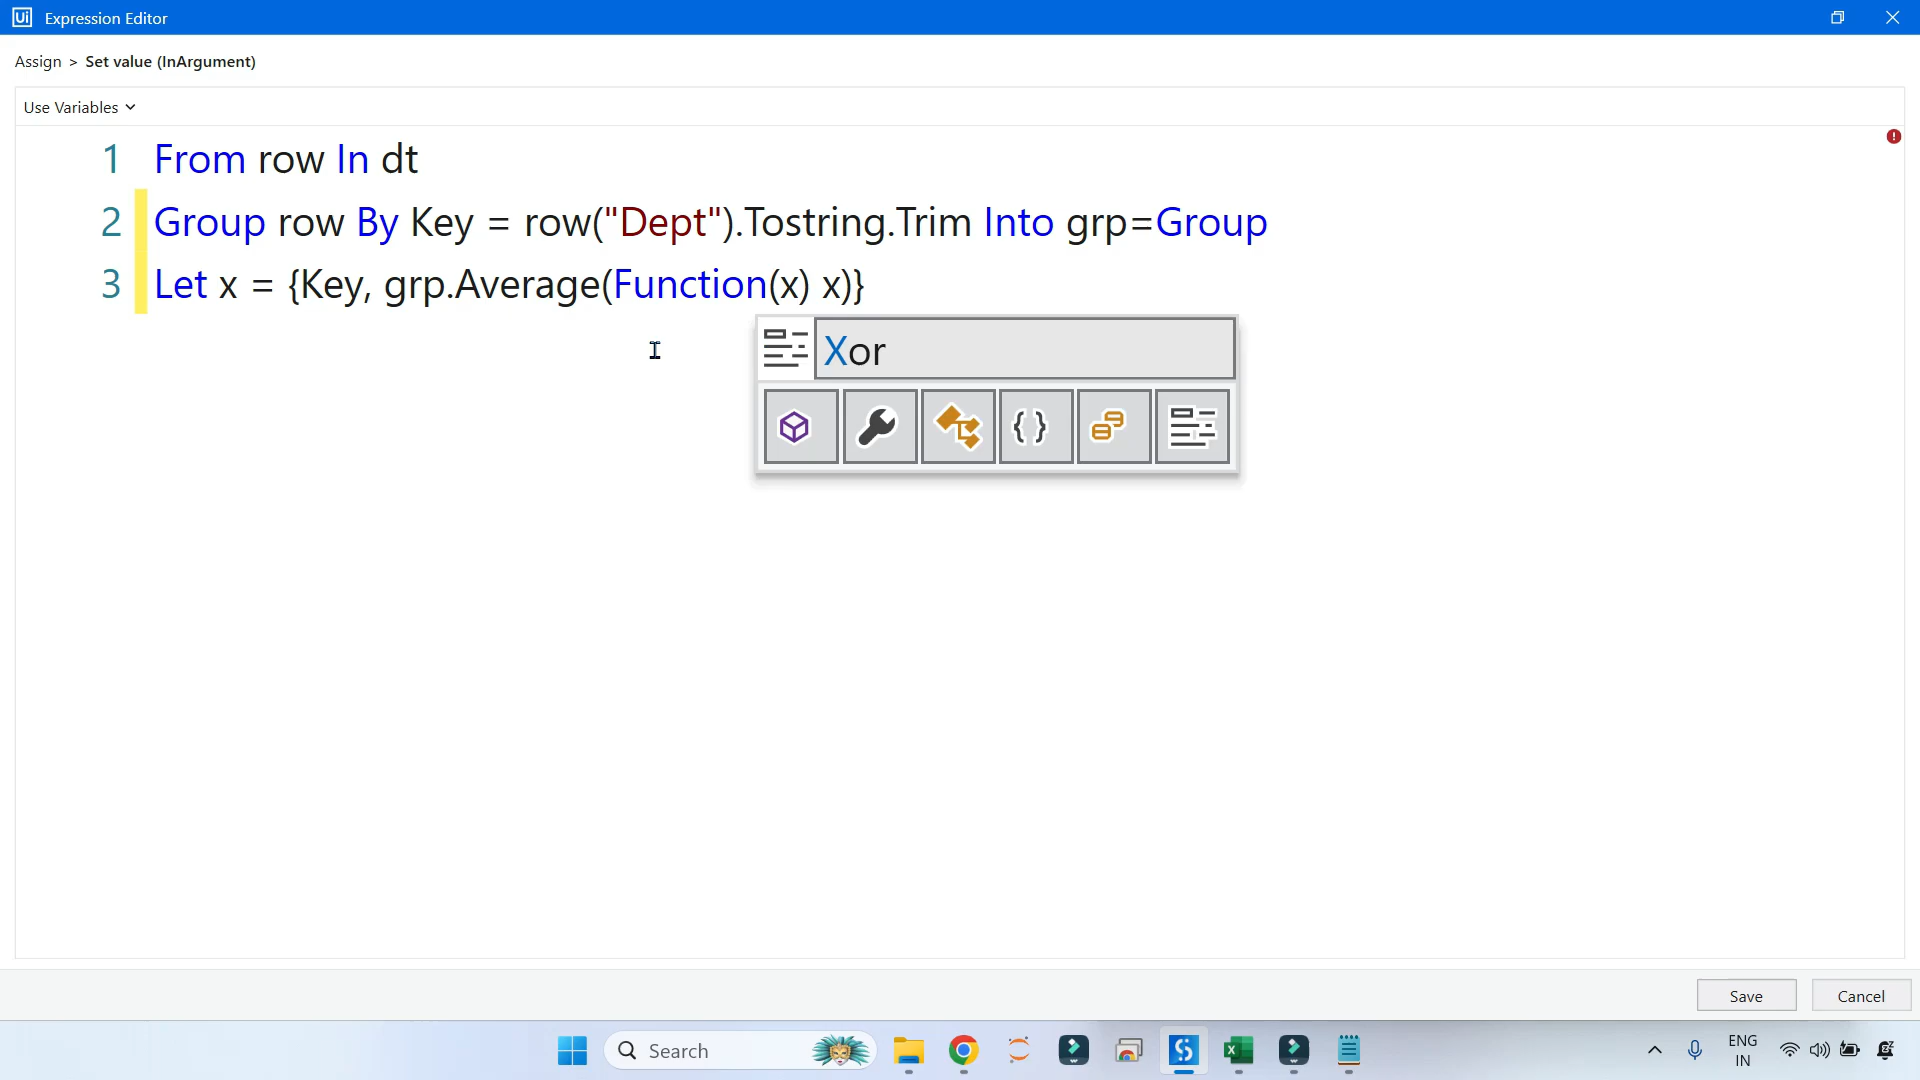 Ui Expression Editor
Assign > Set value (InArgument)
Use Variables
1 From row In dt
2 Group row By Key = row("Dept").Tostring.Trim Into grp=Group
3 Let x = {Key, grp.Average(Function(x) x)}
Xor
Save Cancel
Search
ENG
IN